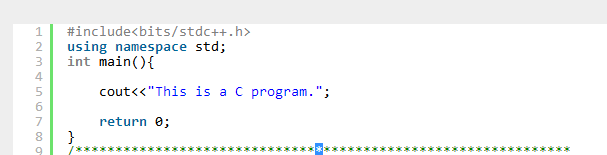 1 #include<bits/stdc++.h>
2 using namespace std;
3 int main(){
4
5 cout<<"This is a C program.";
6
7 return 0;
8 }
9 /**************************************************************